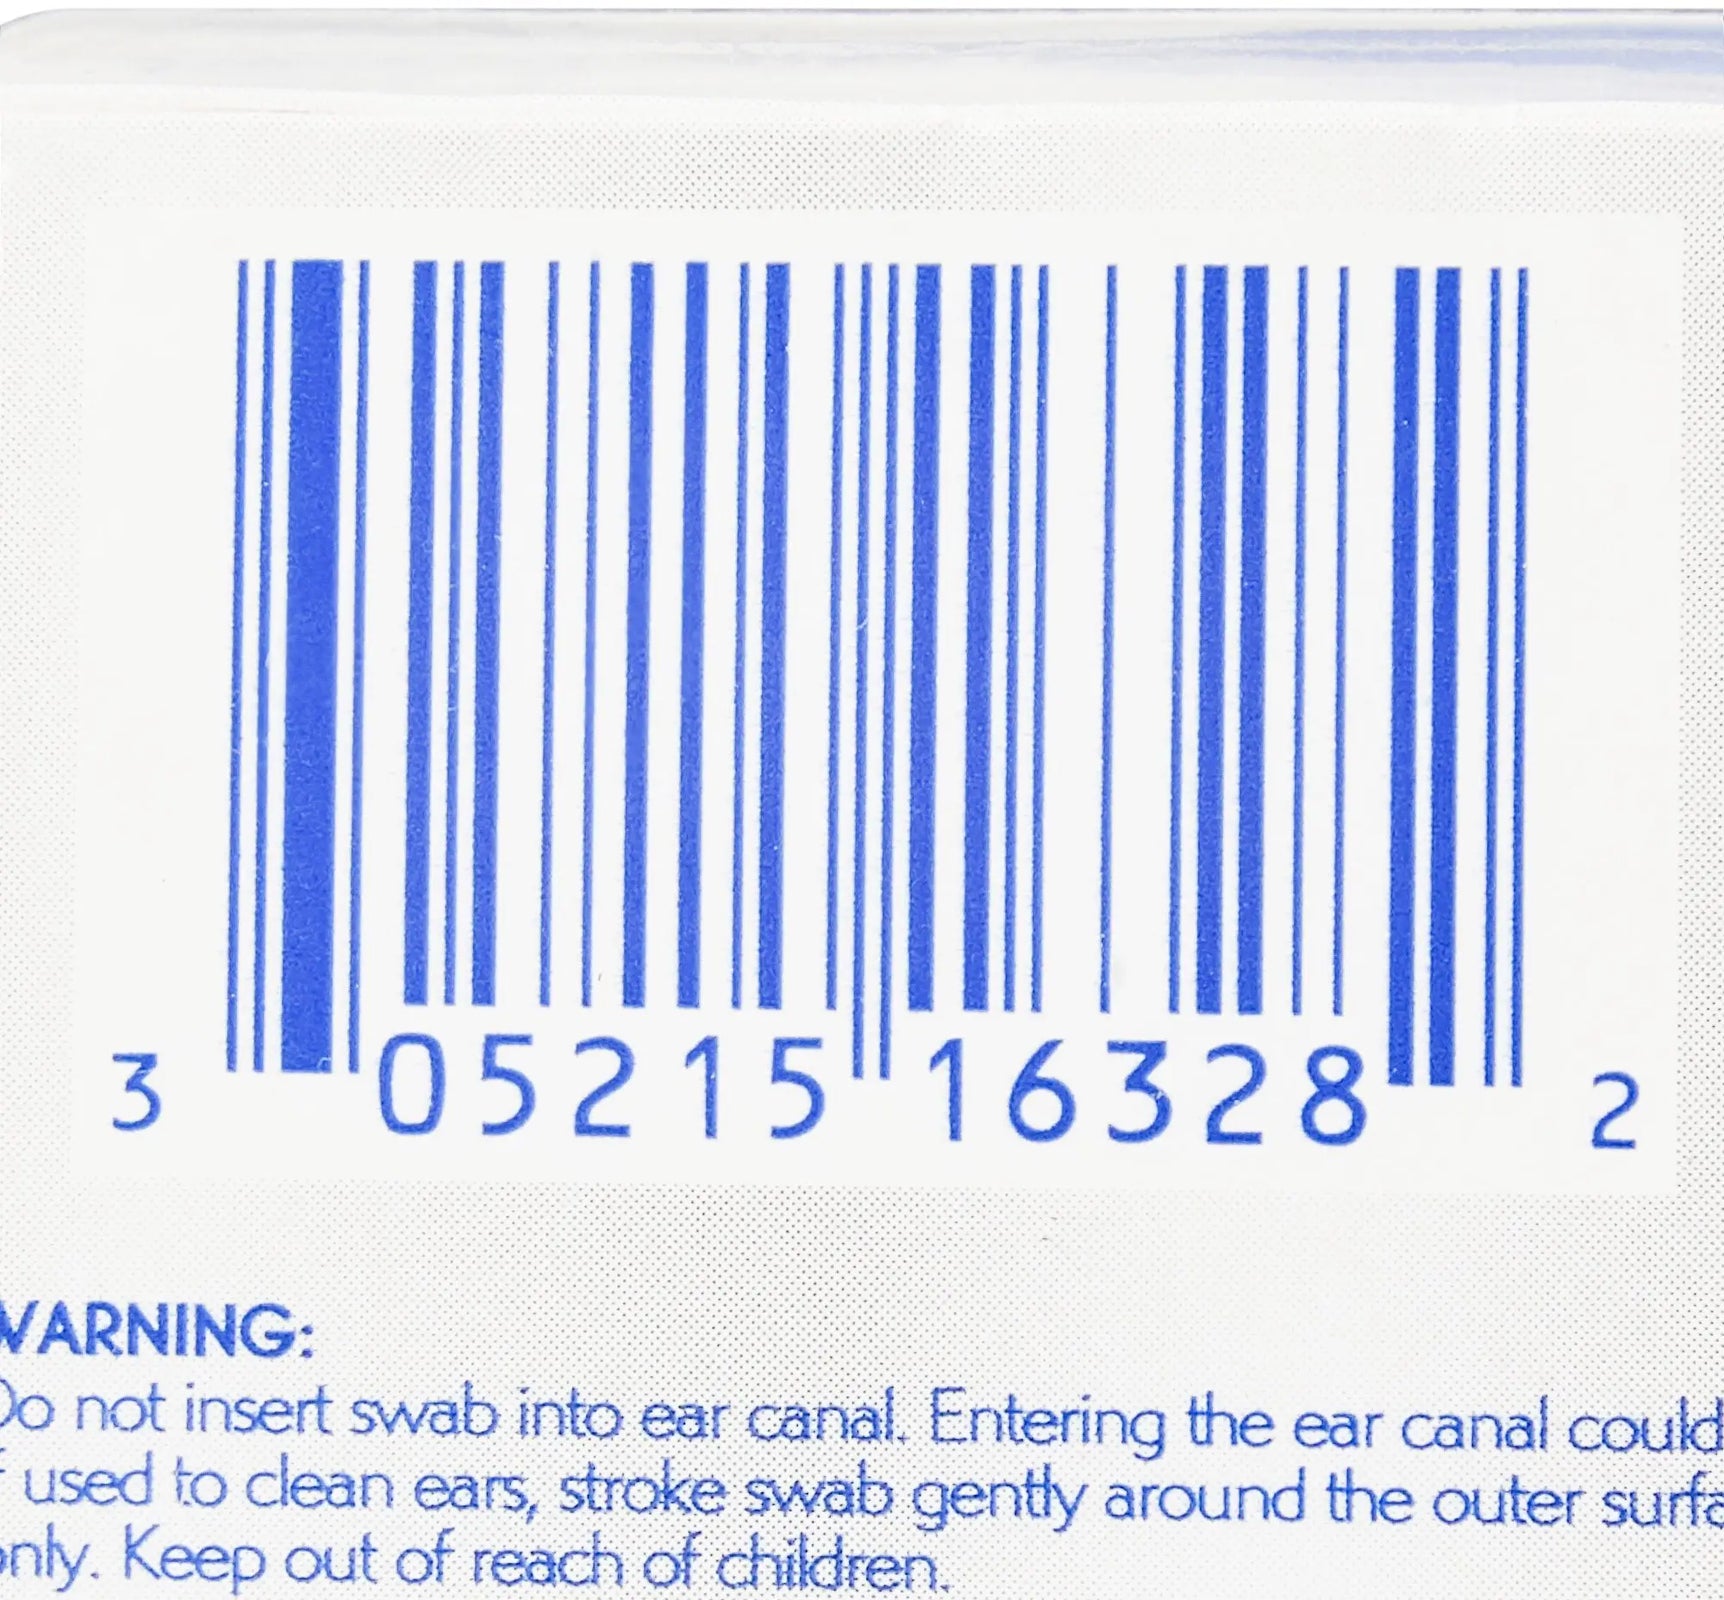 3 05215 16328 2
WARNING:
Do not insert swab into ear canal. Entering the ear canal could
f used to clean ears, stroke swab gently around the outer surfa
only. Keep out of reach of children.